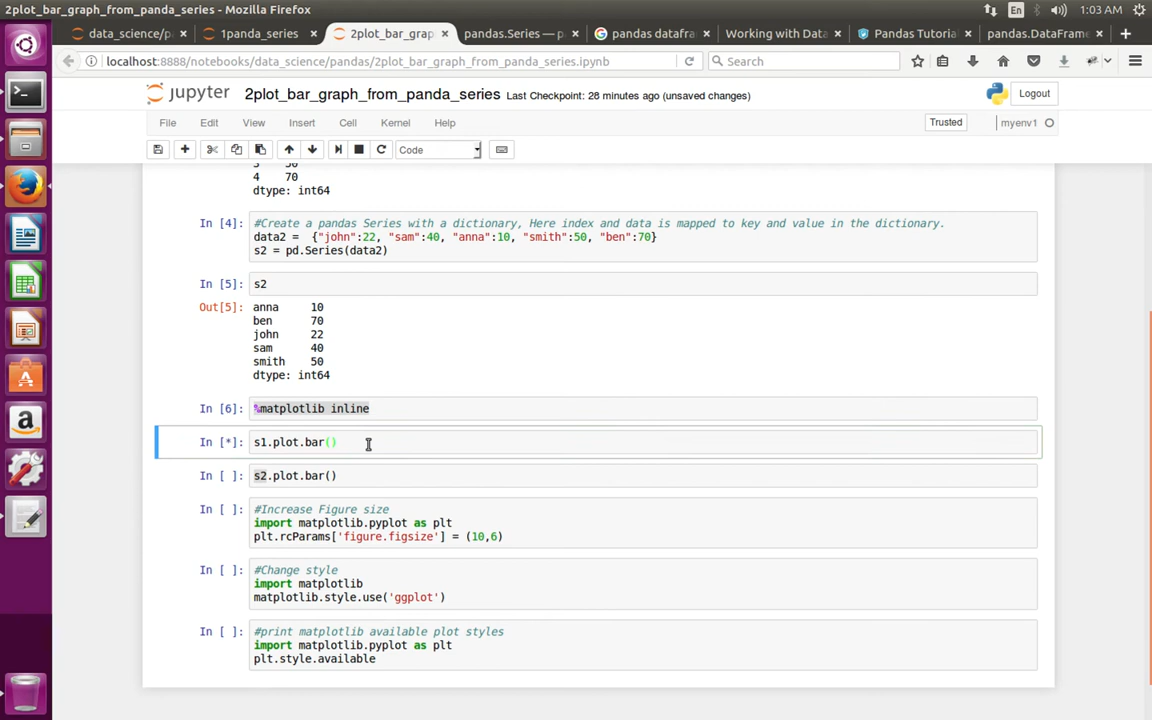 2plot_bar_graph_from_panda_series - Mozilla Firefox
En
1:03 AM
data_science/p
1panda_series
2plot_bar_grap
pandas.Series — p
pandas datafra
Working with Data
Pandas Tutorial
pandas.DataFrame
localhost:8888/notebooks/data_science/pandas/2plot_bar_graph_from_panda_series.ipynb
Search
jupyter
2plot_bar_graph_from_panda_series
Last Checkpoint: 28 minutes ago (unsaved changes)
Logout
File
Edit
View
Insert
Cell
Kernel
Help
Trusted
myenv1
Code
3 50
4 70
dtype: int64
In [4]:
#Create a pandas Series with a dictionary, Here index and data is mapped to key and value in the dictionary.
data2 = {"john":22, "sam":40, "anna":10, "smith":50, "ben":70}
s2 = pd.Series(data2)
In [5]:
s2
Out[5]:
anna 10
ben 70
john 22
sam 40
smith 50
dtype: int64
In [6]:
%matplotlib inline
In [*]:
s1.plot.bar()
In [ ]:
s2.plot.bar()
In [ ]:
#Increase Figure size
import matplotlib.pyplot as plt
plt.rcParams['figure.figsize'] = (10,6)
In [ ]:
#Change style
import matplotlib
matplotlib.style.use('ggplot')
In [ ]:
#print matplotlib available plot styles
import matplotlib.pyplot as plt
plt.style.available